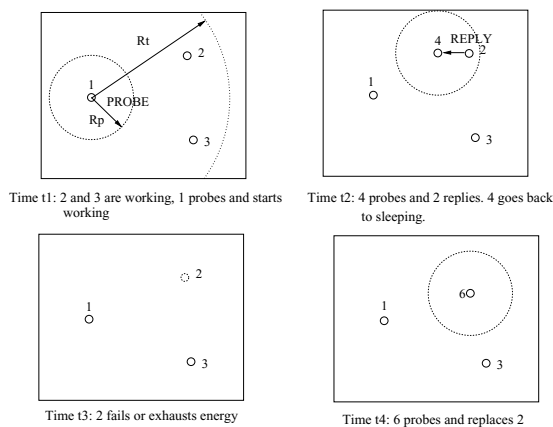 Rt
1
2
PROBE
Rp
3
Time t1: 2 and 3 are working, 1 probes and starts
working
4
REPLY
2
1
3
Time t2: 4 probes and 2 replies. 4 goes back
to sleeping.
2
1
3
Time t3: 2 fails or exhausts energy
6
1
3
Time t4: 6 probes and replaces 2